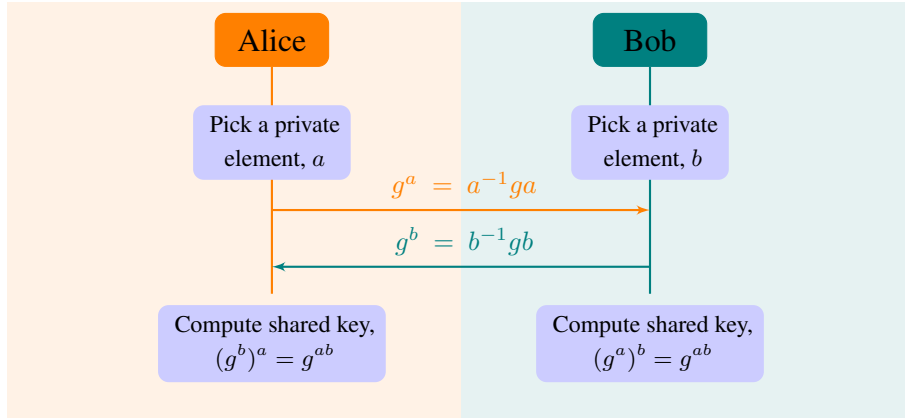 Alice
Bob
Pick a private
element, a
Pick a private
element, b
g^a = a^{-1}ga
g^b = b^{-1}gb
Compute shared key,
(g^b)^a = g^{ab}
Compute shared key,
(g^a)^b = g^{ab}